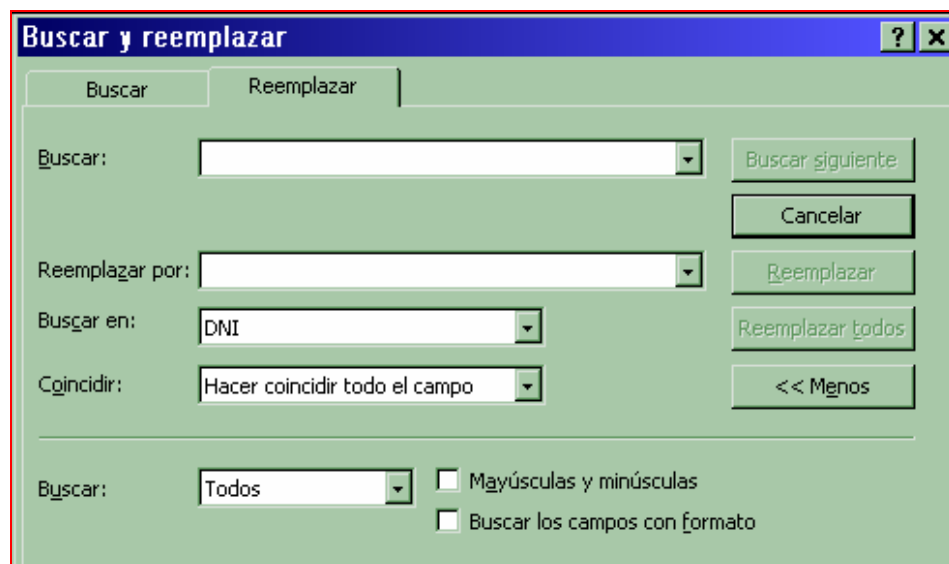 Buscar y reemplazar
Buscar Reemplazar
Buscar: Buscar siguiente
Cancelar
Reemplazar por: Reemplazar
Buscar en: DNI Reemplazar todos
Coincidir: Hacer coincidir todo el campo << Menos
Buscar: Todos Mayúsculas y minúsculas
Buscar los campos con formato